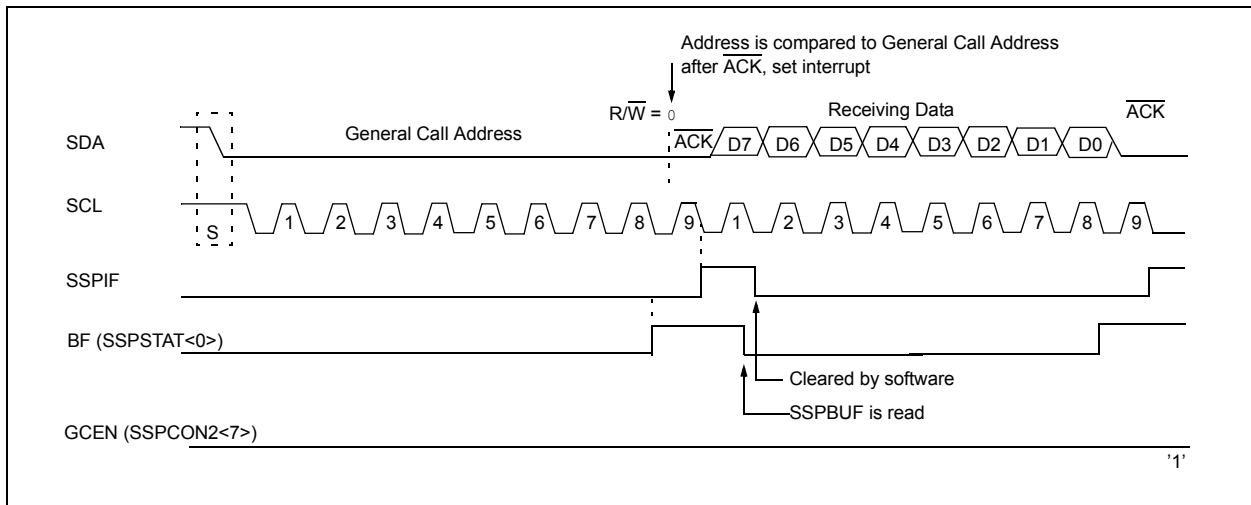 Address is compared to General Call Address
after ACK, set interrupt
R/W = 0
Receiving Data
ACK
SDA
General Call Address
ACK D7 D6 D5 D4 D3 D2 D1 D0
SCL
S
1 2 3 4 5 6 7 8 9 1 2 3 4 5 6 7 8 9
SSPIF
BF (SSPSTAT<0>)
Cleared by software
SSPBUF is read
GCEN (SSPCON2<7>)
'1'